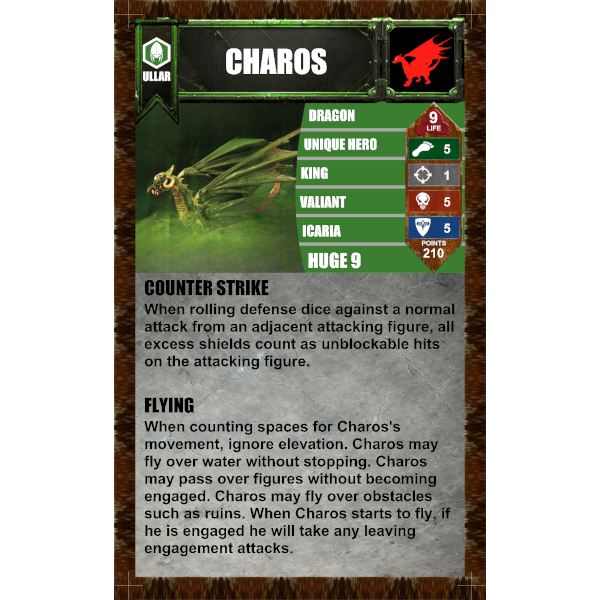 CHAROS
ULLAR
DRAGON
9
LIFE
UNIQUE HERO
5
KING
1
VALIANT
5
ICARIA
5
HUGE 9
POINTS
210
COUNTER STRIKE
When rolling defense dice against a normal
attack from an adjacent attacking figure, all
excess shields count as unblockable hits
on the attacking figure.
FLYING
When counting spaces for Charos's
movement, ignore elevation. Charos may
fly over water without stopping. Charos
may pass over figures without becoming
engaged. Charos may fly over obstacles
such as ruins. When Charos starts to fly, if
he is engaged he will take any leaving
engagement attacks.